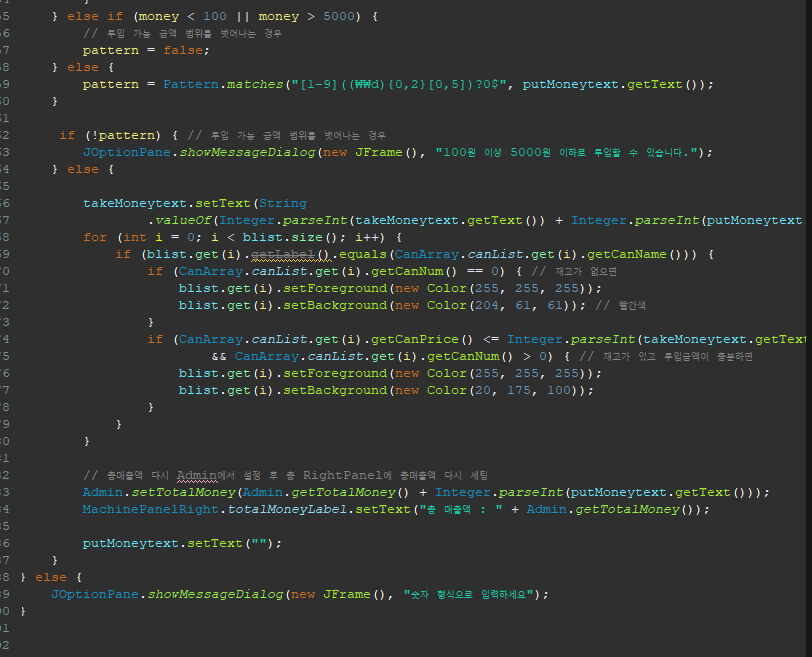 } else if (money < 100 || money > 5000) {
// 투입 가능 금액 범위를 벗어나는 경우
pattern = false;
} else {
pattern = Pattern.matches("[1-9]((₩₩d){0,2}[0,5])?0$", putMoneytext.getText());
}
if (!pattern) { // 투입 가능 금액 범위를 벗어나는 경우
JOptionPane.showMessageDialog(new JFrame(), "100원 이상 5000원 이하로 투입할 수 있습니다.");
} else {
takeMoneytext.setText(String
.valueOf(Integer.parseInt(takeMoneytext.getText()) + Integer.parseInt(putMoneytext
for (int i = 0; i < blist.size(); i++) {
if (blist.get(i).getLabel().equals(CanArray.canList.get(i).getCanName())) {
if (CanArray.canList.get(i).getCanNum() == 0) { // 재고가 없으면
blist.get(i).setForeground(new Color(255, 255, 255));
blist.get(i).setBackground(new Color(204, 61, 61)); // 빨간색
}
if (CanArray.canList.get(i).getCanPrice() <= Integer.parseInt(takeMoneytext.getText
&& CanArray.canList.get(i).getCanNum() > 0) { // 재고가 있고 투입금액이 충분하면
blist.get(i).setForeground(new Color(255, 255, 255));
blist.get(i).setBackground(new Color(20, 175, 100));
}
}
}
// 총매출액 다시 Admin에서 설정 후 총 RightPanel에 총매출액 다시 세팅
Admin.setTotalMoney(Admin.getTotalMoney() + Integer.parseInt(putMoneytext.getText()));
MachinePanelRight.totalMoneyLabel.setText("총 매출액 : " + Admin.getTotalMoney());
putMoneytext.setText("");
}
} else {
JOptionPane.showMessageDialog(new JFrame(), "숫자 형식으로 입력하세요");
}